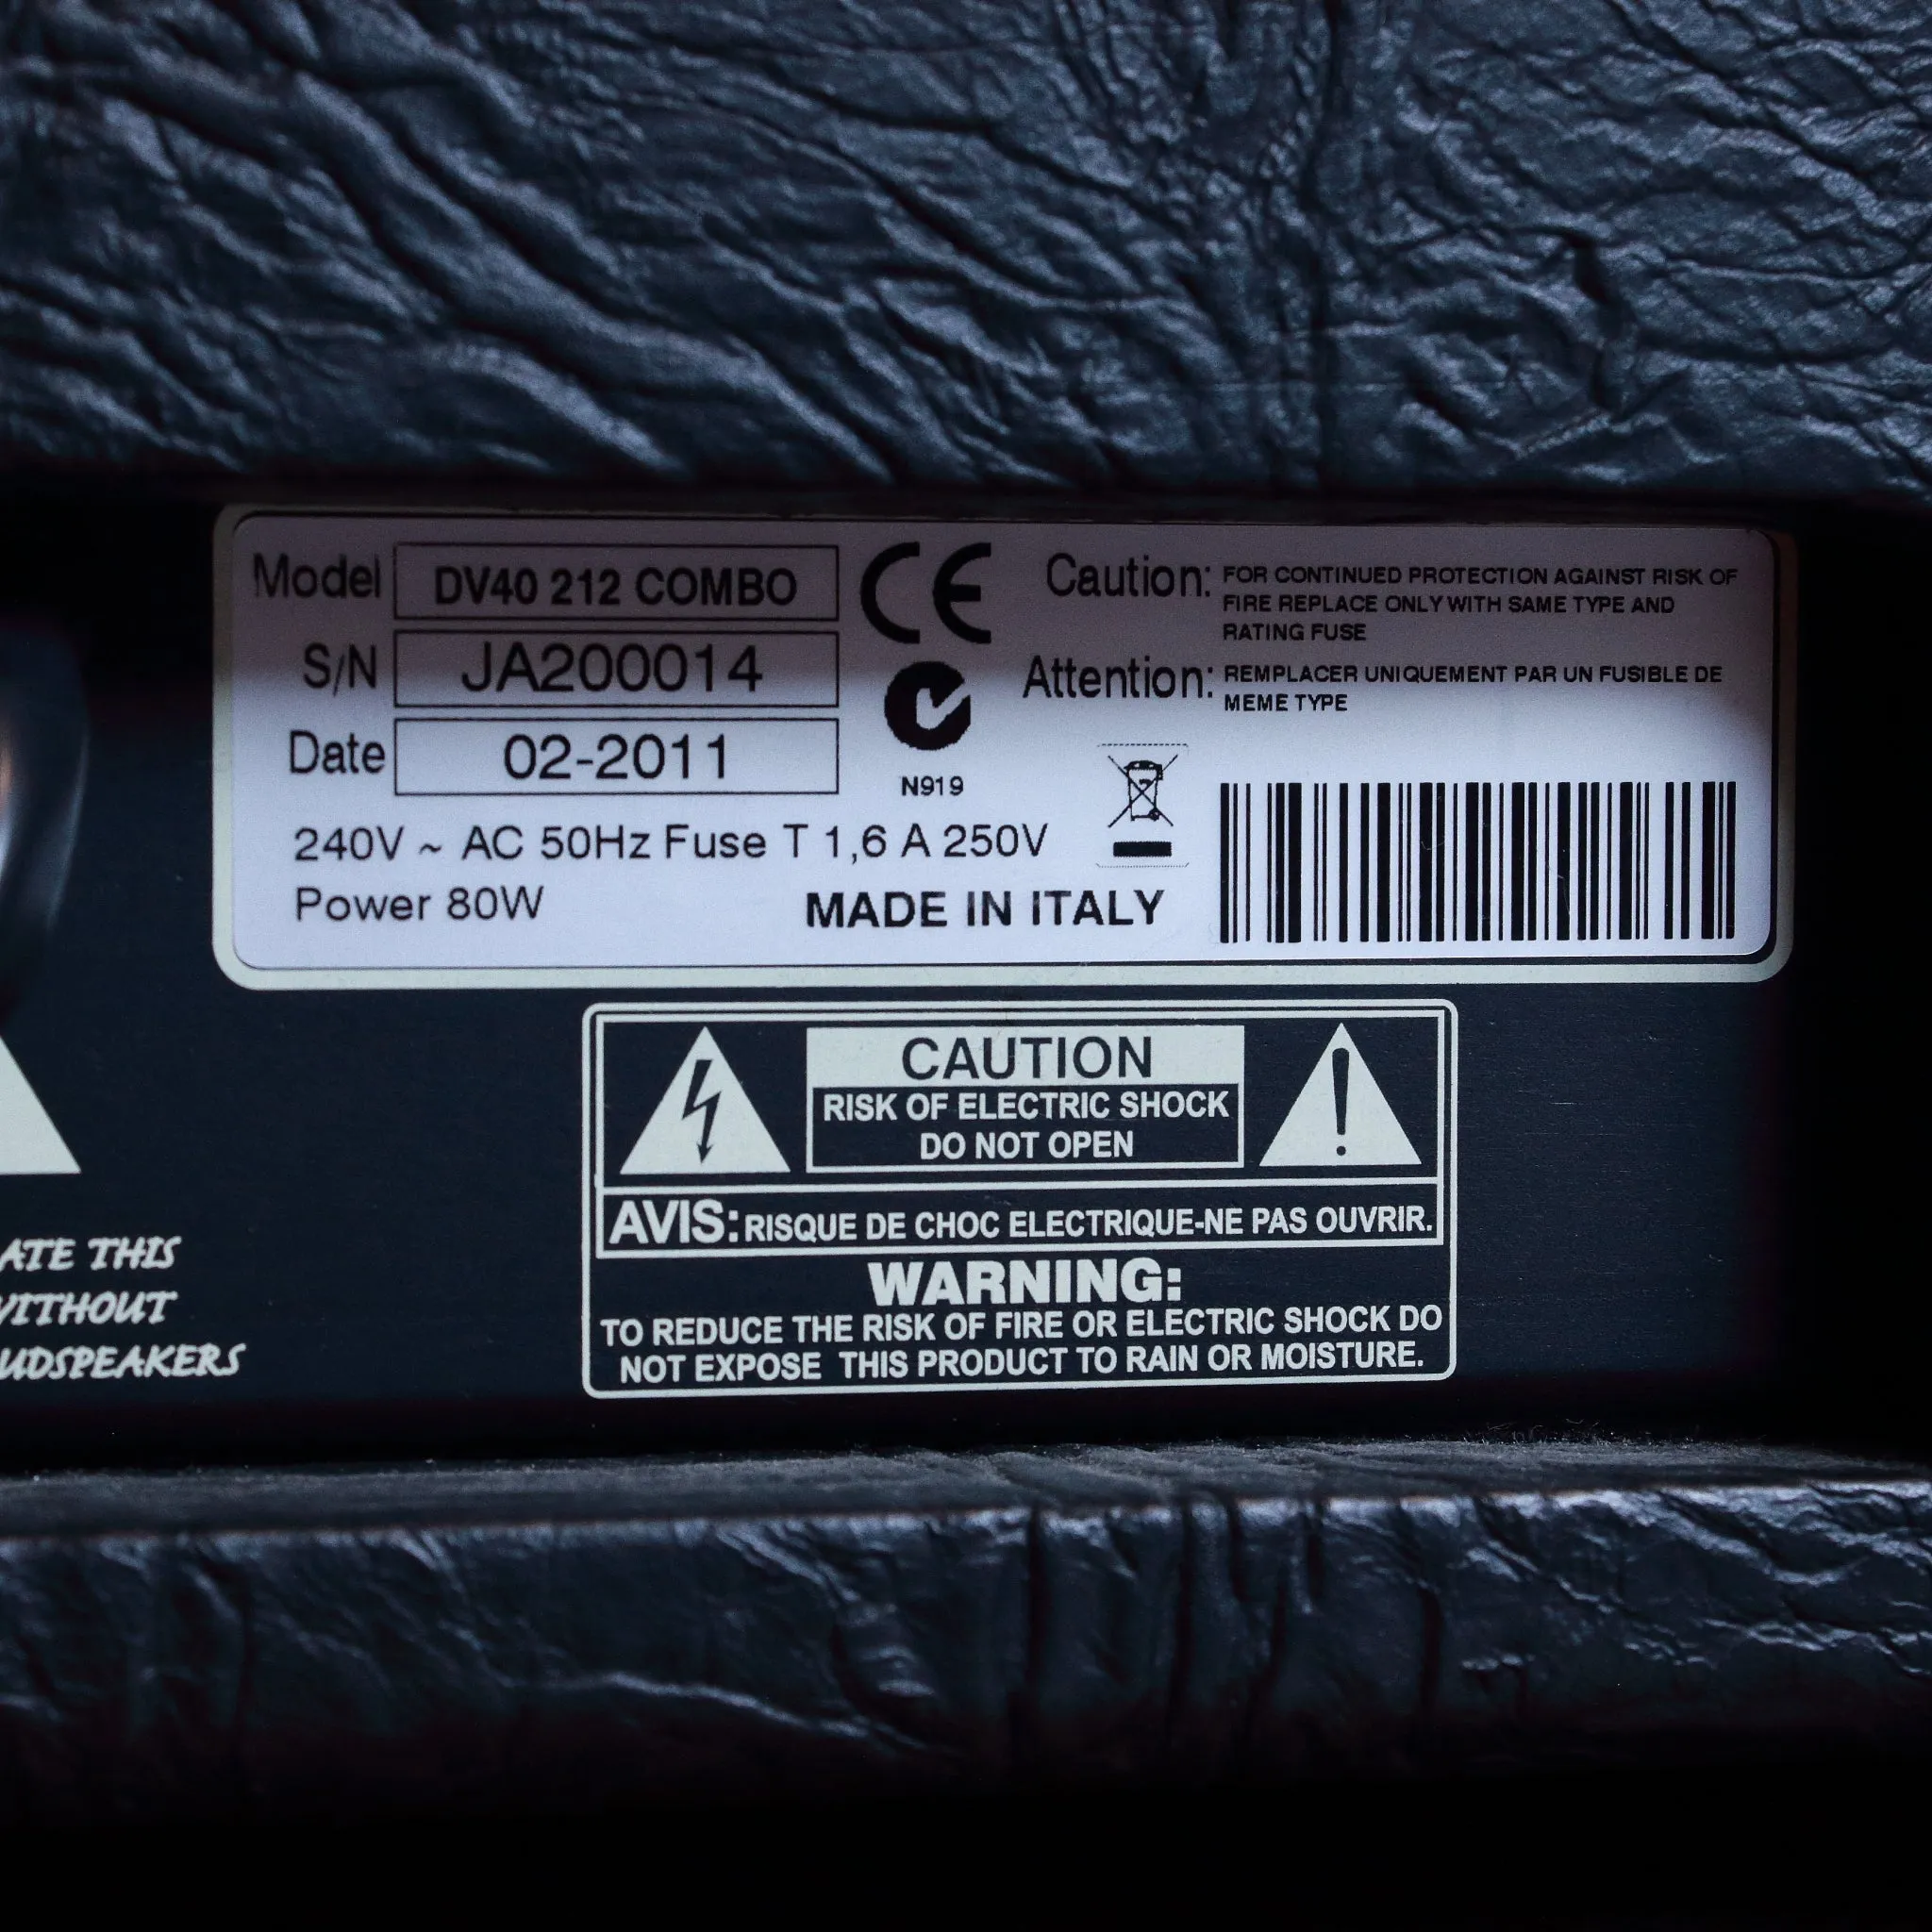 Model DV40 212 COMBO
S/N JA200014
Date 02-2011
CE
N919
240V ~ AC 50Hz Fuse T 1,6 A 250V
Power 80W
MADE IN ITALY
Caution: FOR CONTINUED PROTECTION AGAINST RISK OF
FIRE REPLACE ONLY WITH SAME TYPE AND
RATING FUSE
Attention: REMPLACER UNIQUEMENT PAR UN FUSIBLE DE
MEME TYPE
CAUTION
RISK OF ELECTRIC SHOCK
DO NOT OPEN
AVIS: RISQUE DE CHOC ELECTRIQUE-NE PAS OUVRIR.
WARNING:
TO REDUCE THE RISK OF FIRE OR ELECTRIC SHOCK DO
NOT EXPOSE THIS PRODUCT TO RAIN OR MOISTURE.
THIS